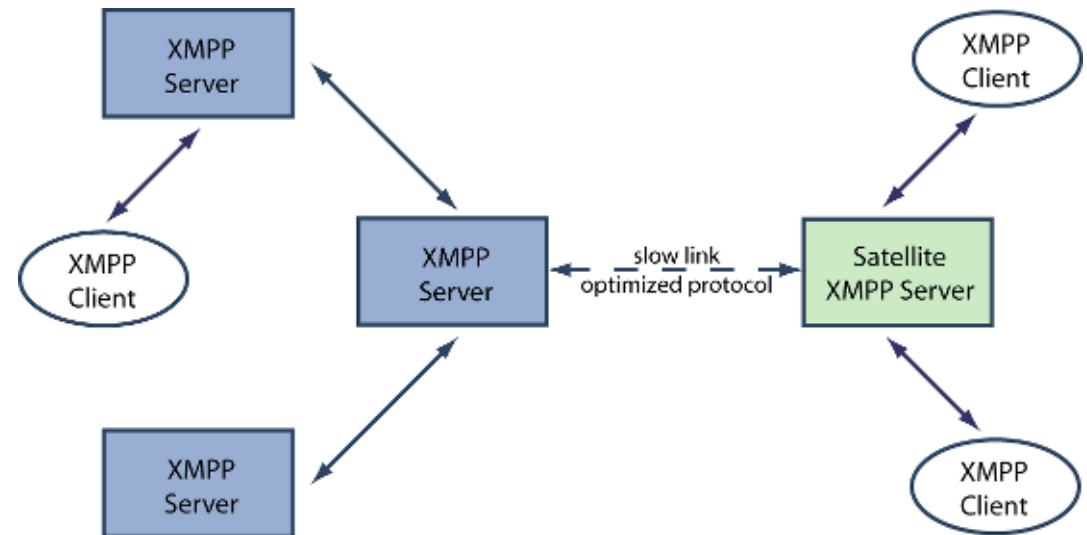 XMPP
Server
XMPP
Client
XMPP
Client
XMPP
Server
slow link
optimized protocol
Satellite
XMPP Server
XMPP
Server
XMPP
Client